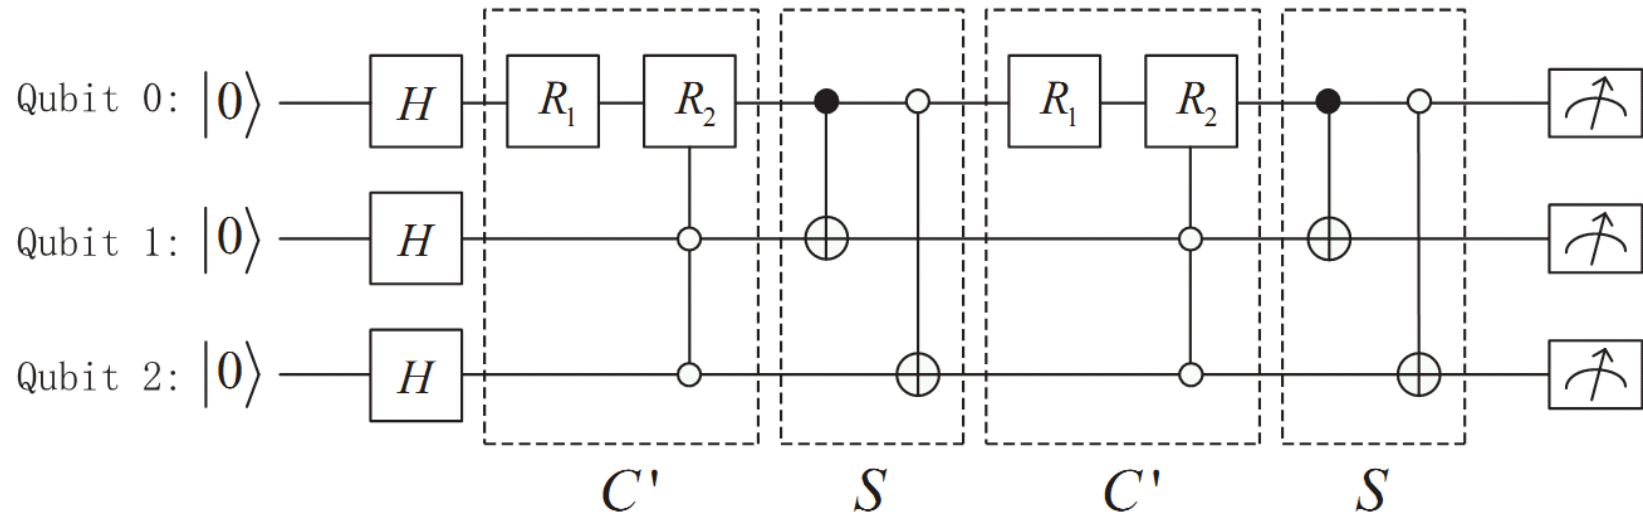 Qubit 0: |0⟩ H R₁ R₂ R₁ R₂
Qubit 1: |0⟩ H
Qubit 2: |0⟩ H
C' S C' S